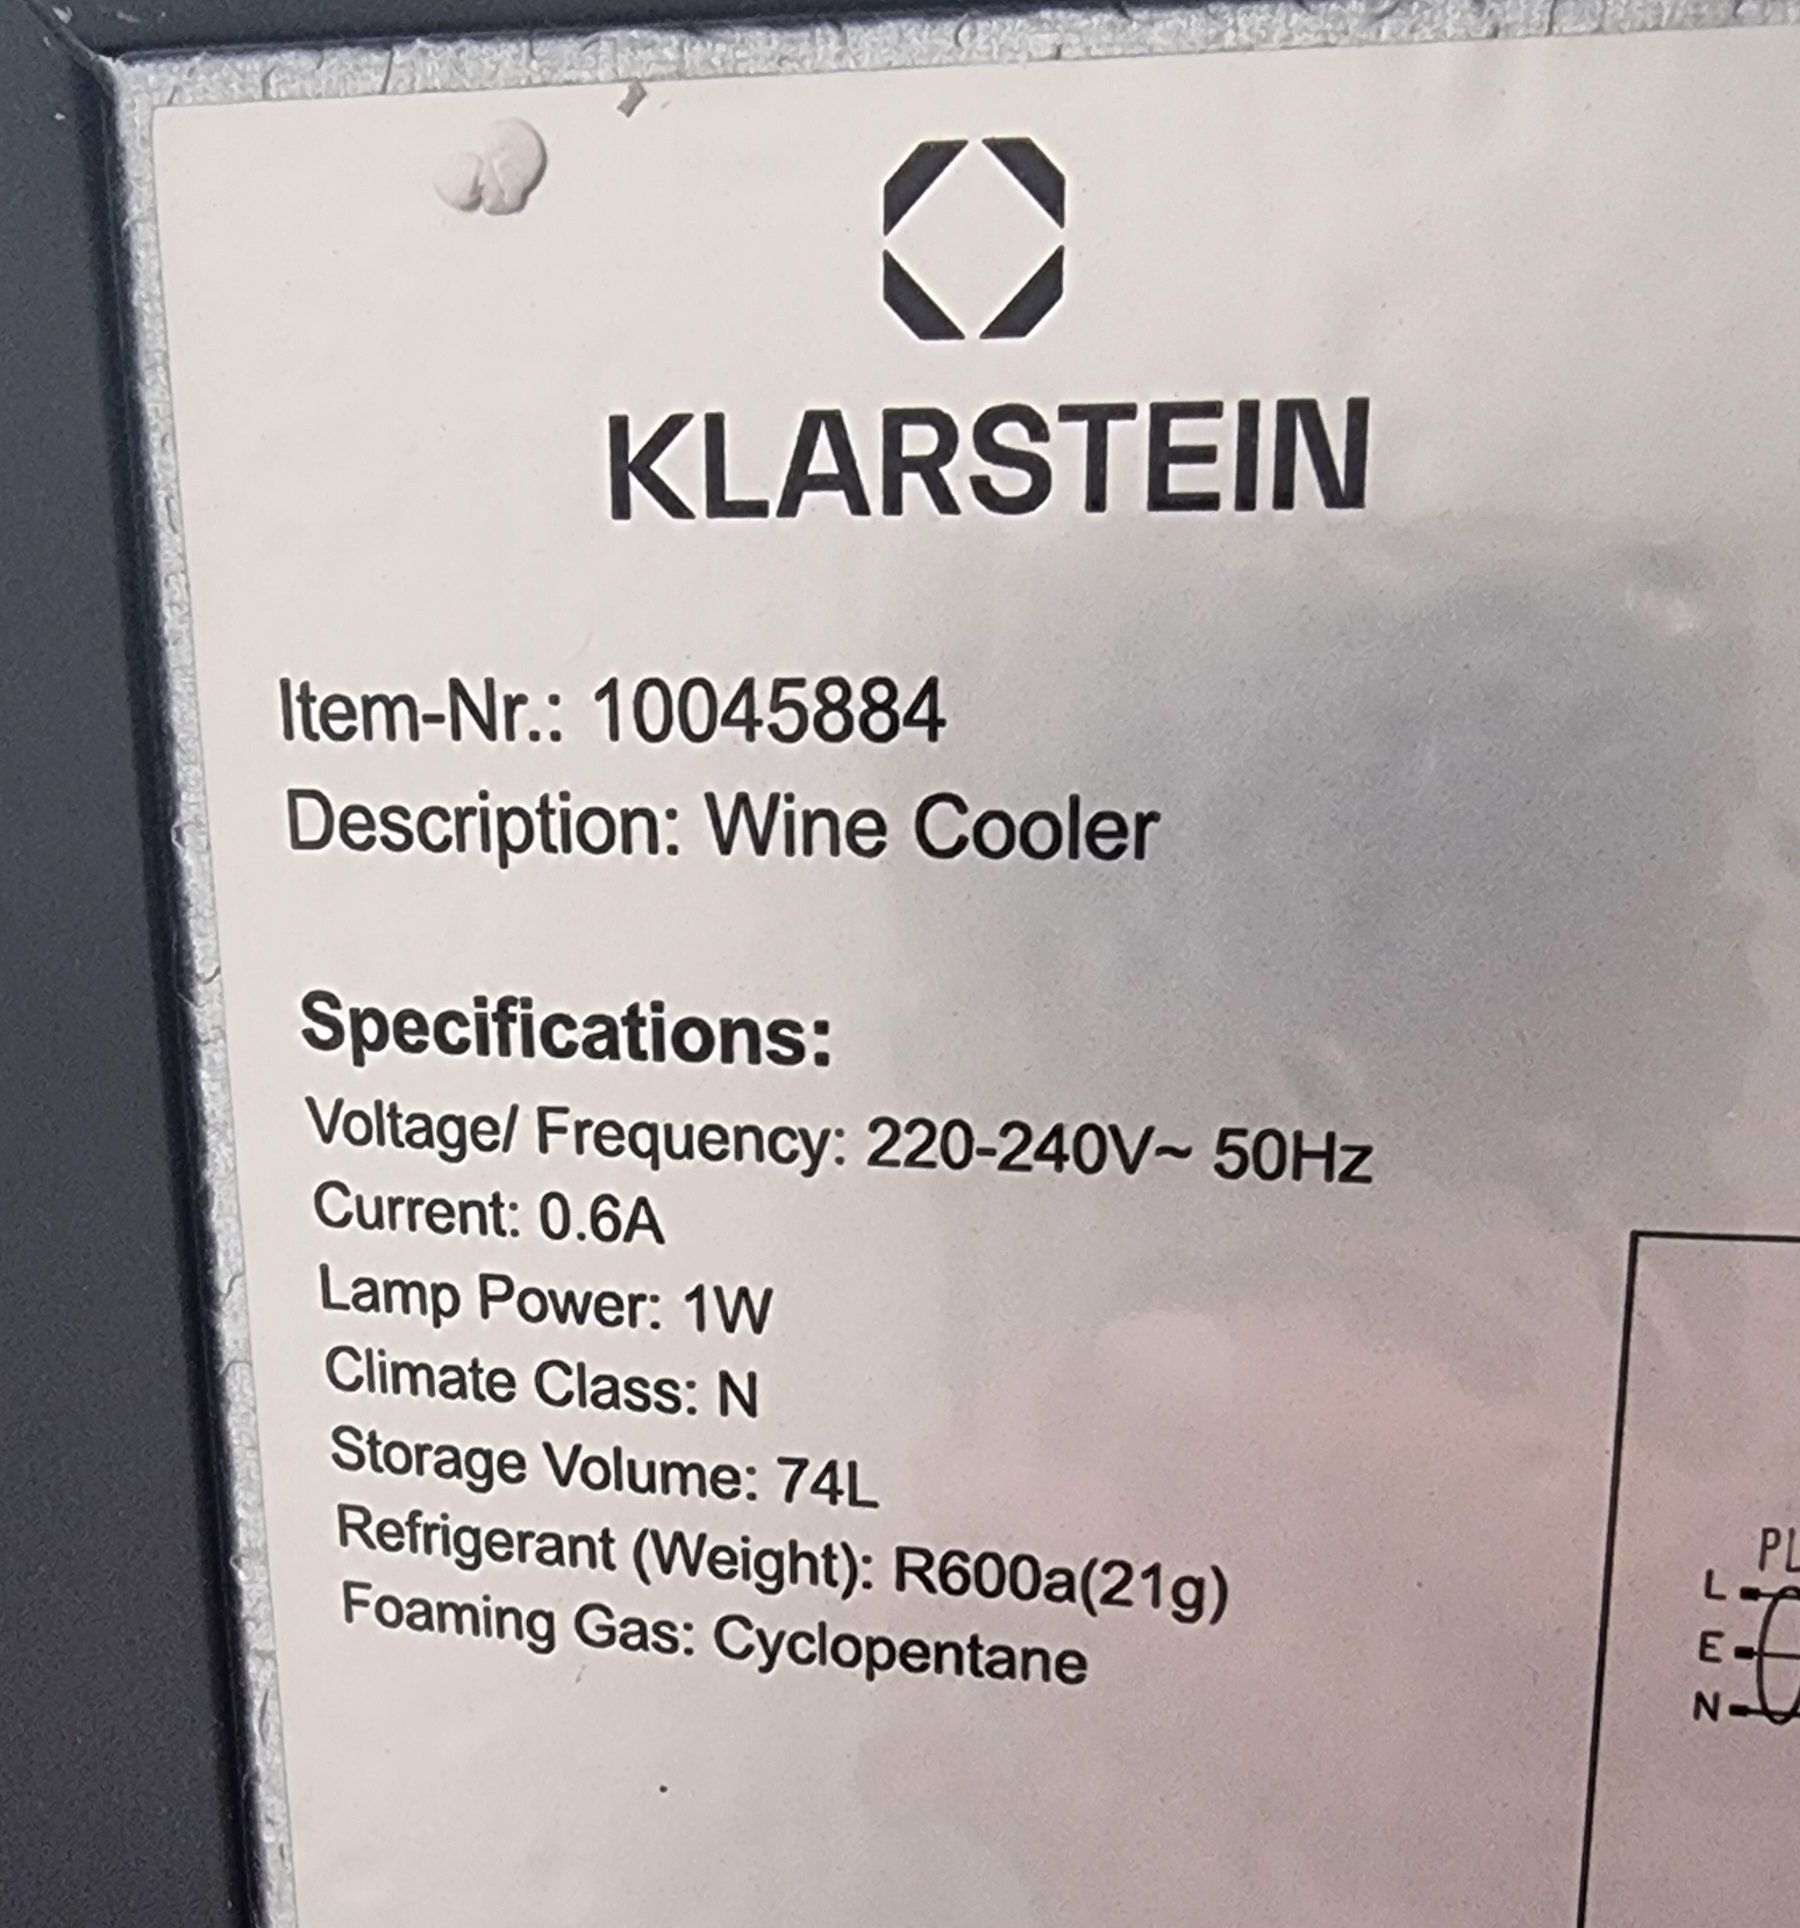 KLARSTEIN
Item-Nr.: 10045884
Description: Wine Cooler
Specifications:
Voltage/ Frequency: 220-240V~ 50Hz
Current: 0.6A
Lamp Power: 1W
Climate Class: N
Storage Volume: 74L
Refrigerant (Weight): R600a(21g)
Foaming Gas: Cyclopentane
L
E
N